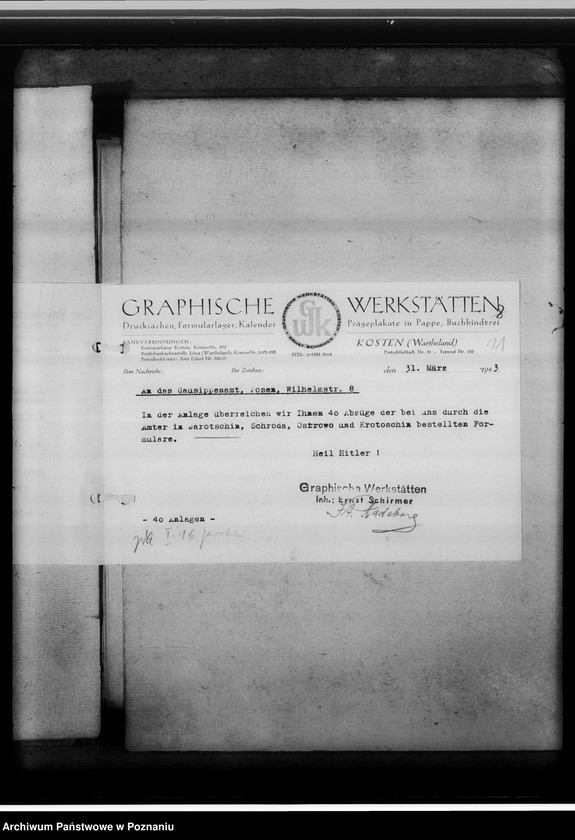 GRAPHISCHE WERKSTÄTTEN
Drucksachen, Formularlager, Kalender
Prägeplakate in Pappe, Buchbinderei
BANKVERBINDUNGEN:
KOSTEN (Wartheland)
Ihre Nachricht: Ihr Zeichen:
den 31. März 1943.
An das Gausippenamt, Posen, Wilhelmstr. 8
In der Anlage überreichen wir Ihnen 40 Abzüge der bei uns durch die
Ämter in Jarotschin, Schroda, Ostrowo und Krotoschin bestellten For-
mulare.
Heil Hitler !
Graphische Werkstätten
Inh.: Ernst Schirmer
- 40 Anlagen -
Archiwum Państwowe w Poznaniu